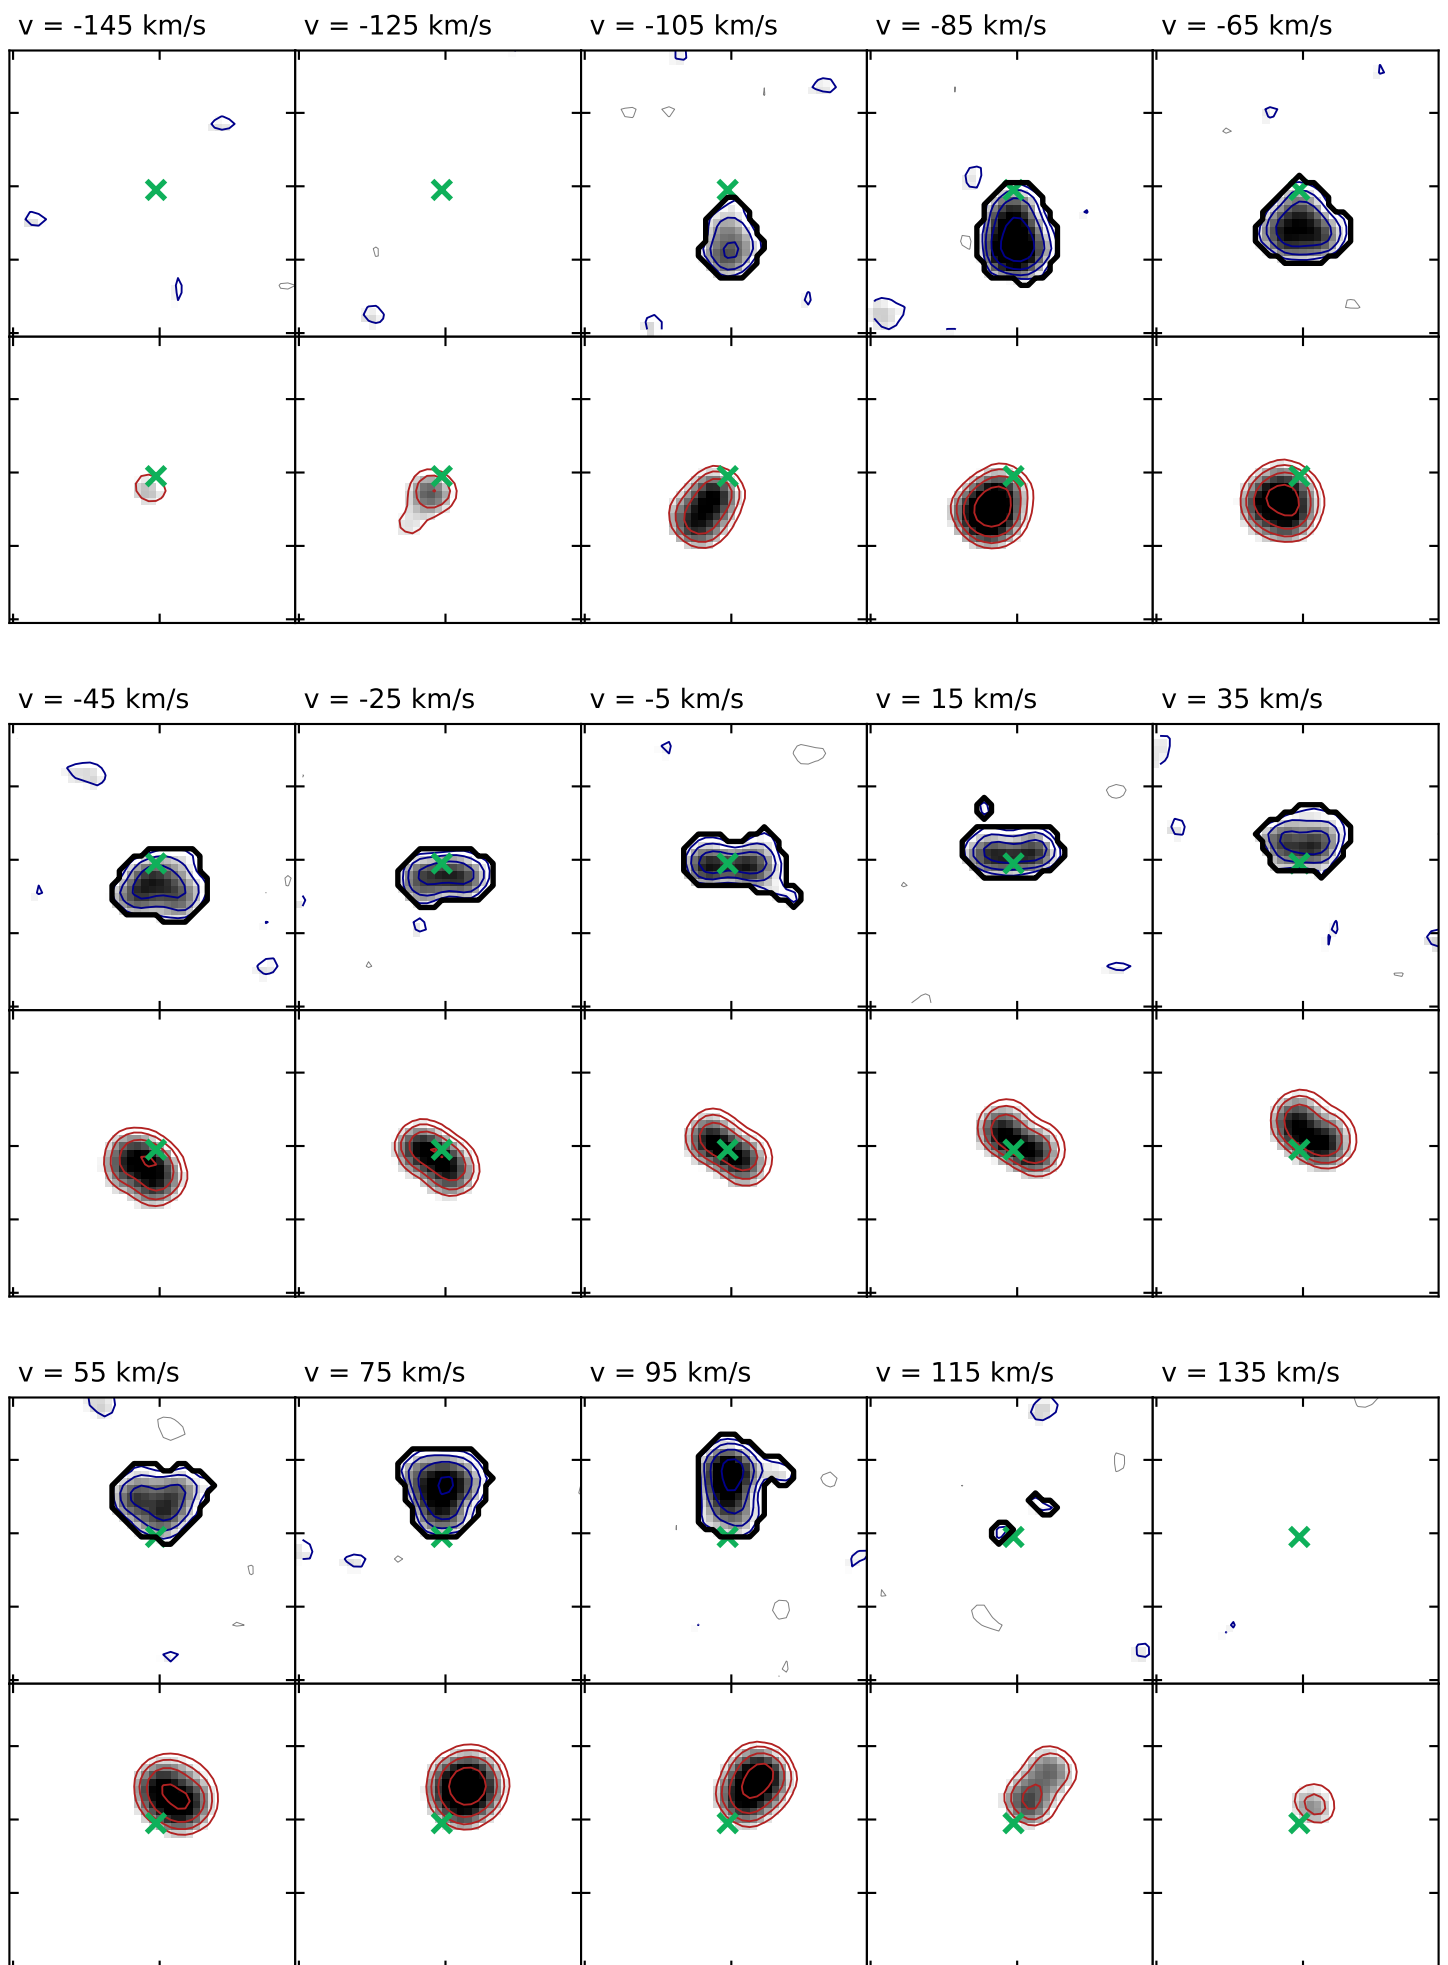 v = -145 km/s
v = -125 km/s
v = -105 km/s
v = -85 km/s
v = -65 km/s
v = -45 km/s
v = -25 km/s
v = -5 km/s
v = 15 km/s
v = 35 km/s
v = 55 km/s
v = 75 km/s
v = 95 km/s
v = 115 km/s
v = 135 km/s